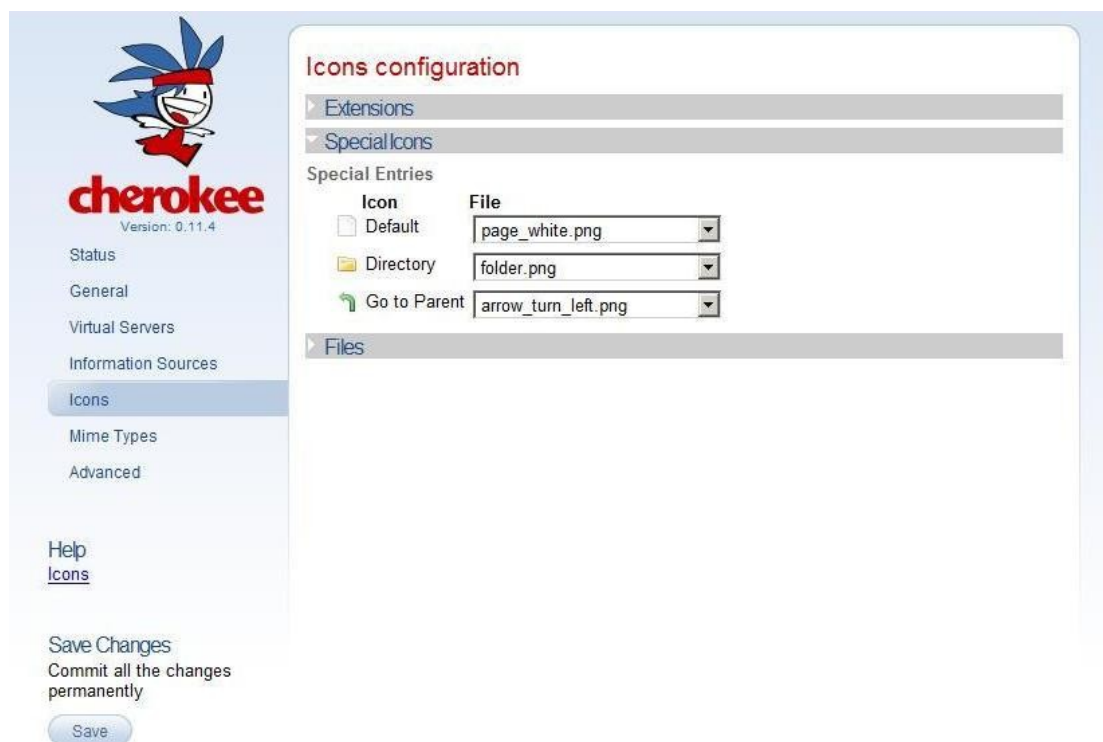 cherokee
Version: 0.11.4
Status
General
Virtual Servers
Information Sources
Icons
Mime Types
Advanced
Help
Icons
Save Changes
Commit all the changes
permanently
Save
Icons configuration
Extensions
Special Icons
Special Entries
Icon File
Default page_white.png
Directory folder.png
Go to Parent arrow_turn_left.png
Files